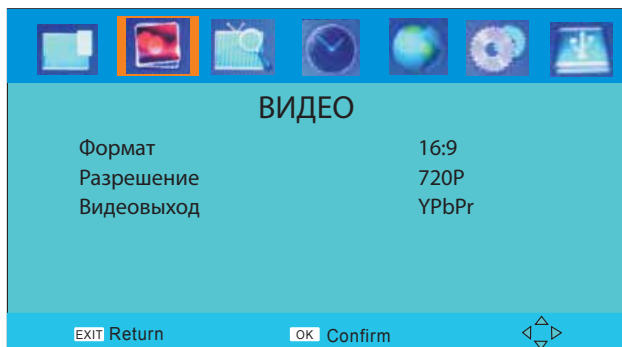 ВИДЕО
Формат 16:9
Разрешение 720P
Видеовыход YPbPr
EXIT Return OK Confirm